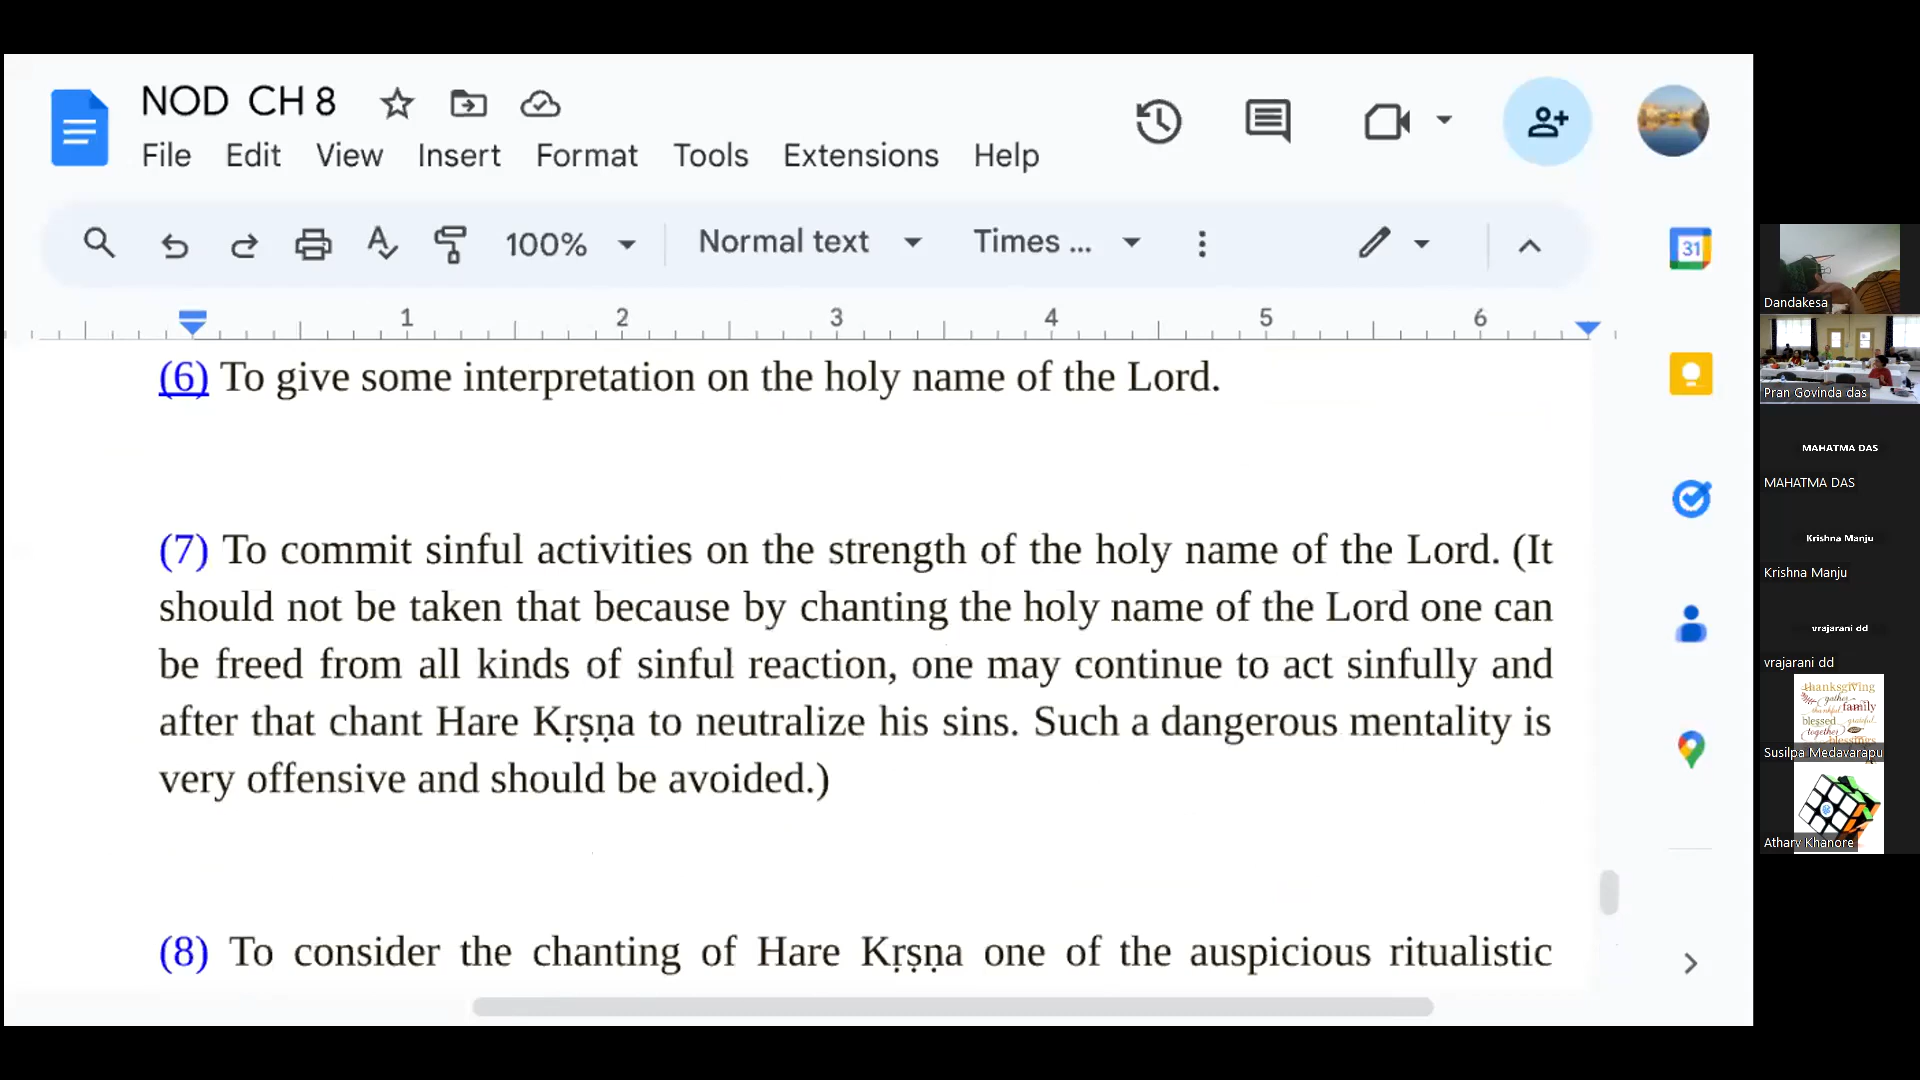 NOD CH 8
File Edit View Insert Format Tools Extensions Help
100% Normal text Times ...
31
1 2 3 4 5 6
(6) To give some interpretation on the holy name of the Lord.
(7) To commit sinful activities on the strength of the holy name of the Lord. (It
should not be taken that because by chanting the holy name of the Lord one can
be freed from all kinds of sinful reaction, one may continue to act sinfully and
after that chant Hare Kṛṣṇa to neutralize his sins. Such a dangerous mentality is
very offensive and should be avoided.)
(8) To consider the chanting of Hare Kṛṣṇa one of the auspicious ritualistic
Dandakesa
Pran Govinda das
MAHATMA DAS
MAHATMA DAS
Krishna Manju
Krishna Manju
vrajarani dd
vrajarani dd
thanksgiving
gather
family
blessed grateful
together
blessings
Susilpa Medavarapu
Atharv Khanore